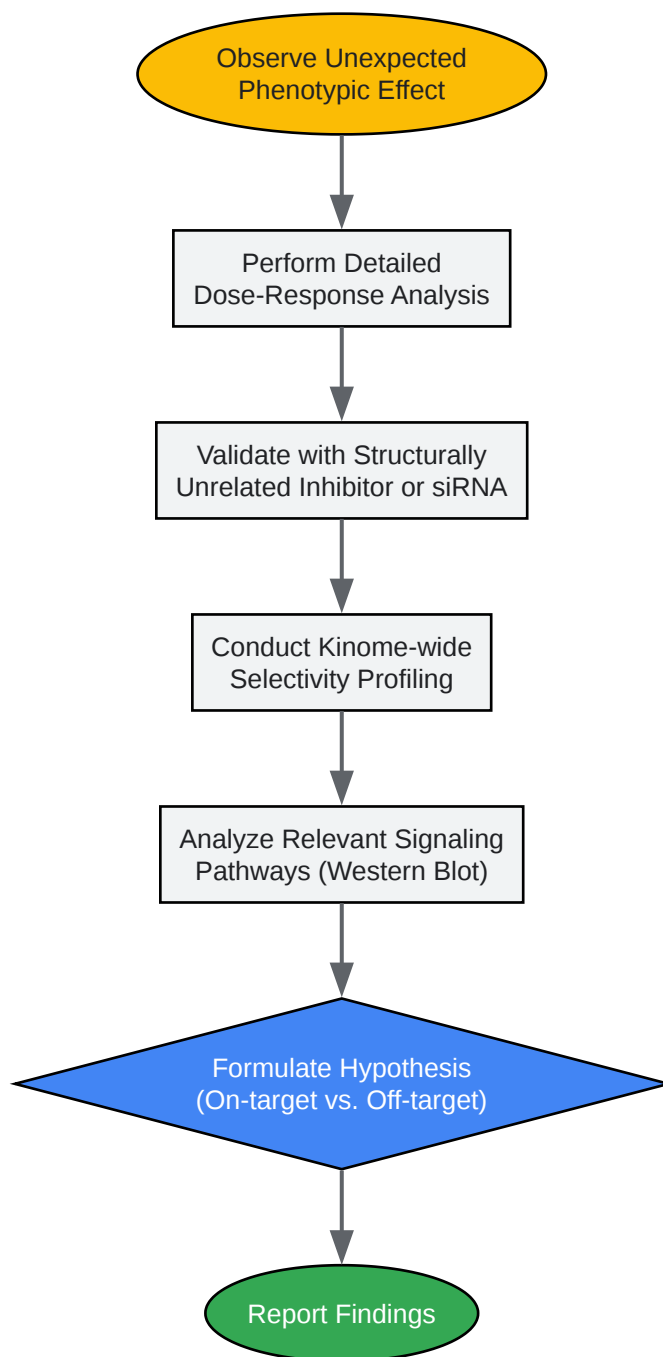 Observe Unexpected
Phenotypic Effect
Perform Detailed
Dose-Response Analysis
Validate with Structurally
Unrelated Inhibitor or siRNA
Conduct Kinome-wide
Selectivity Profiling
Analyze Relevant Signaling
Pathways (Western Blot)
Formulate Hypothesis
(On-target vs. Off-target)
Report Findings